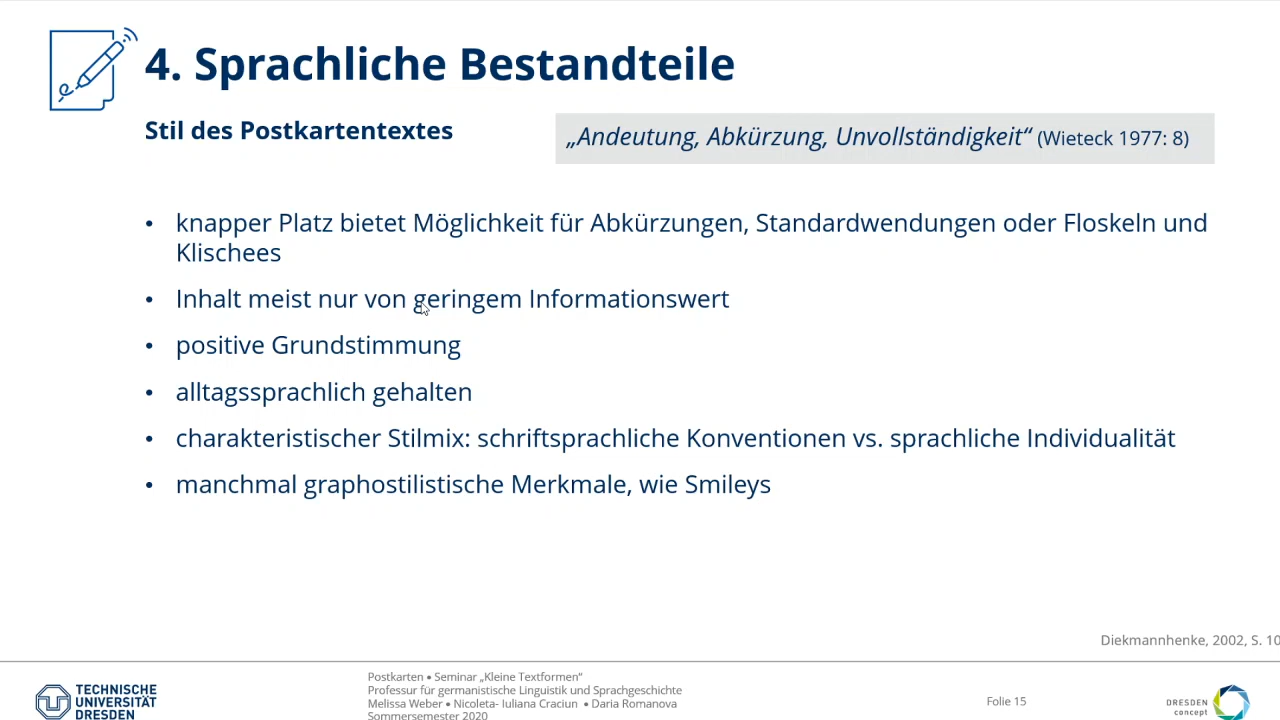 4. Sprachliche Bestandteile
Stil des Postkartentextes
„Andeutung, Abkürzung, Unvollständigkeit“ (Wieteck 1977: 8)
• knapper Platz bietet Möglichkeit für Abkürzungen, Standardwendungen oder Floskeln und
Klischees
• Inhalt meist nur von geringem Informationswert
• positive Grundstimmung
• alltagssprachlich gehalten
• charakteristischer Stilmix: schriftsprachliche Konventionen vs. sprachliche Individualität
• manchmal graphostilistische Merkmale, wie Smileys
Diekmannhenke, 2002, S. 10
TECHNISCHE
UNIVERSITÄT
DRESDEN
Postkarten • Seminar „Kleine Textformen“
Professur für germanistische Linguistik und Sprachgeschichte
Melissa Weber • Nicoleta- Iuliana Craciun • Daria Romanova
Sommersemester 2020
Folie 15
DRESDEN
concept